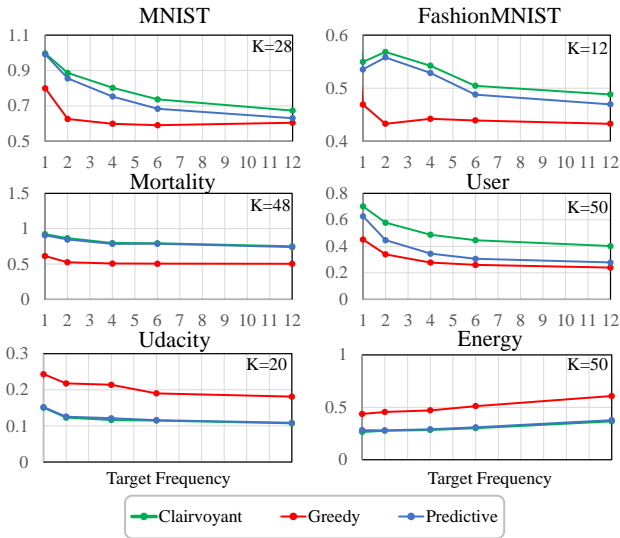 MNIST
K=28
1.1
0.9
0.7
0.5
1 2 3 4 5 6 7 8 9 10 11 12
FashionMNIST
K=12
0.6
0.5
0.4
1 2 3 4 5 6 7 8 9 10 11 12
Mortality
K=48
1.5
1
0.5
0
1 2 3 4 5 6 7 8 9 10 11 12
User
K=50
0.8
0.6
0.4
0.2
0
1 2 3 4 5 6 7 8 9 10 11 12
Udacity
K=20
0.3
0.2
0.1
0
Target Frequency
Energy
K=50
1
0.5
0
Target Frequency
Clairvoyant Greedy Predictive